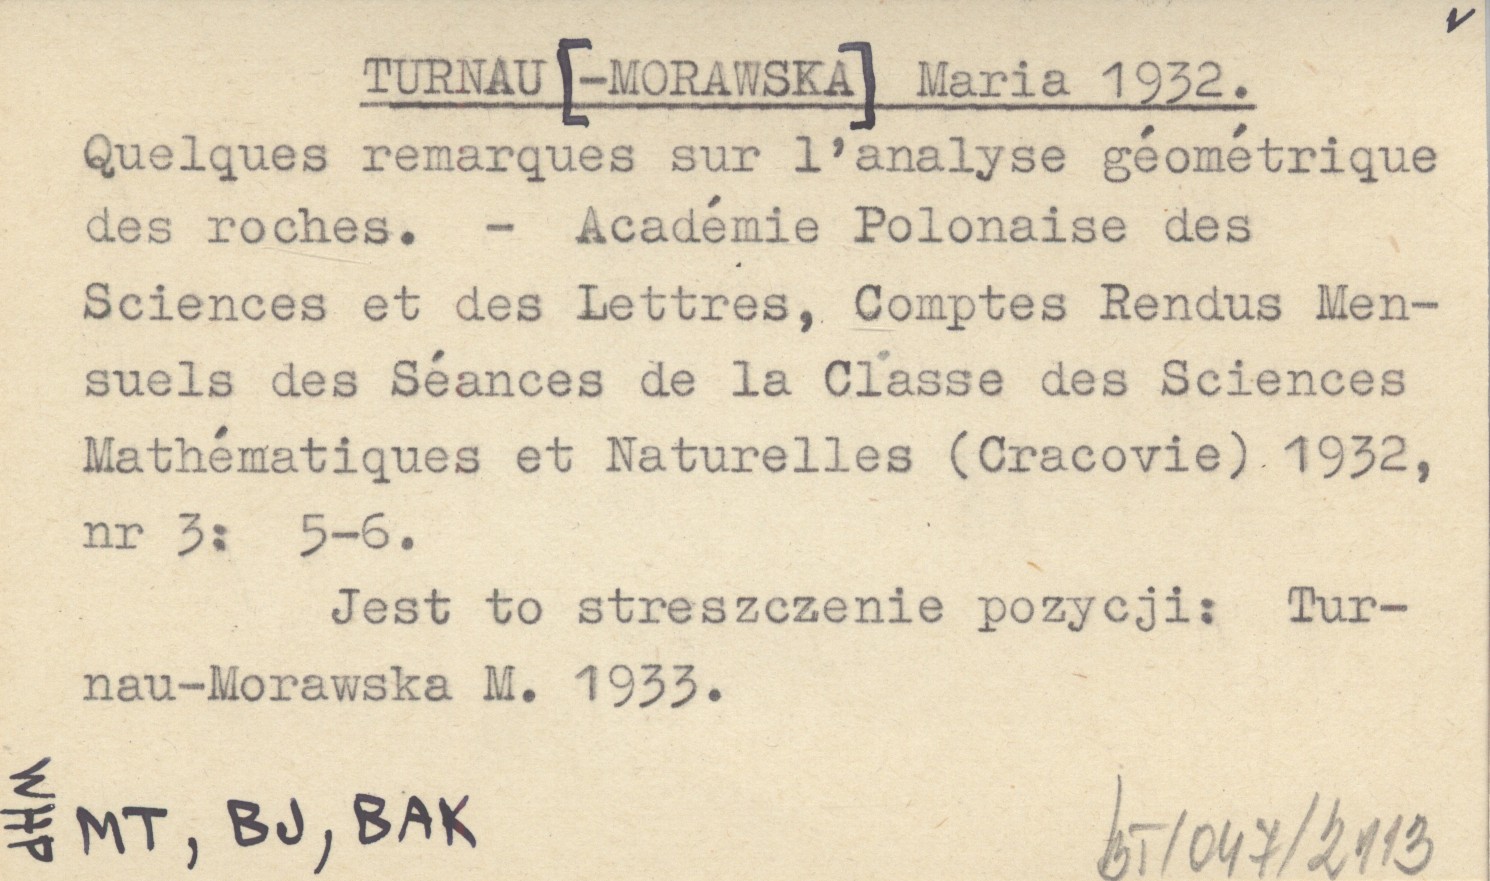 TURNAU [-MORAWSKA] Maria 1932.
Quelques remarques sur l'analyse géométrique
des roches. - Académie Polonaise des
Sciences et des Lettres, Comptes Rendus Men-
suels des Séances de la Classe des Sciences
Mathématiques et Naturelles (Cracovie) 1932,
nr 3: 5-6.
Jest to streszczenie pozycji: Tur-
nau-Morawska M. 1933.
WHP
MT, BJ, BAK
/047/2113